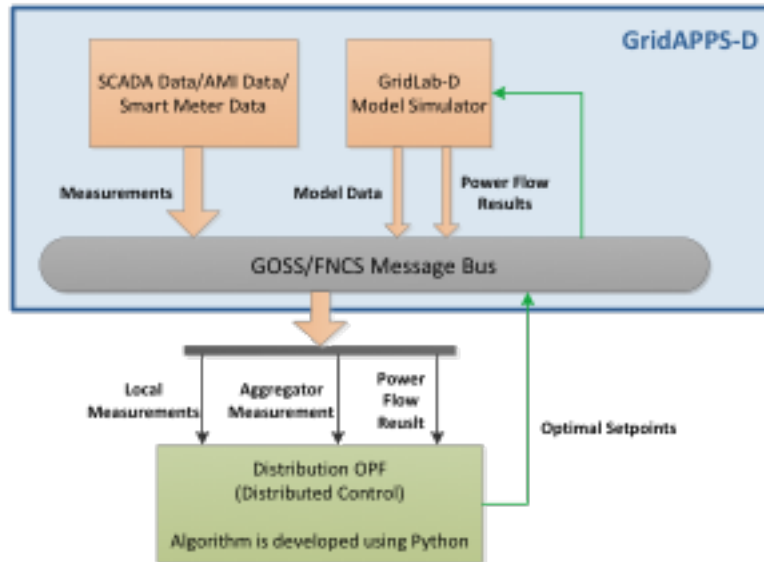 GridAPPS-D
SCADA Data/AMI Data/
Smart Meter Data
GridLab-D
Model Simulator
Measurements
Model Data
Power Flow
Results
GOSS/FNCS Message Bus
Local
Measurements
Aggregator
Measurement
Power
Flow
Reuslt
Optimal Setpoints
Distribution OPF
(Distributed Control)
Algorithm is developed using Python